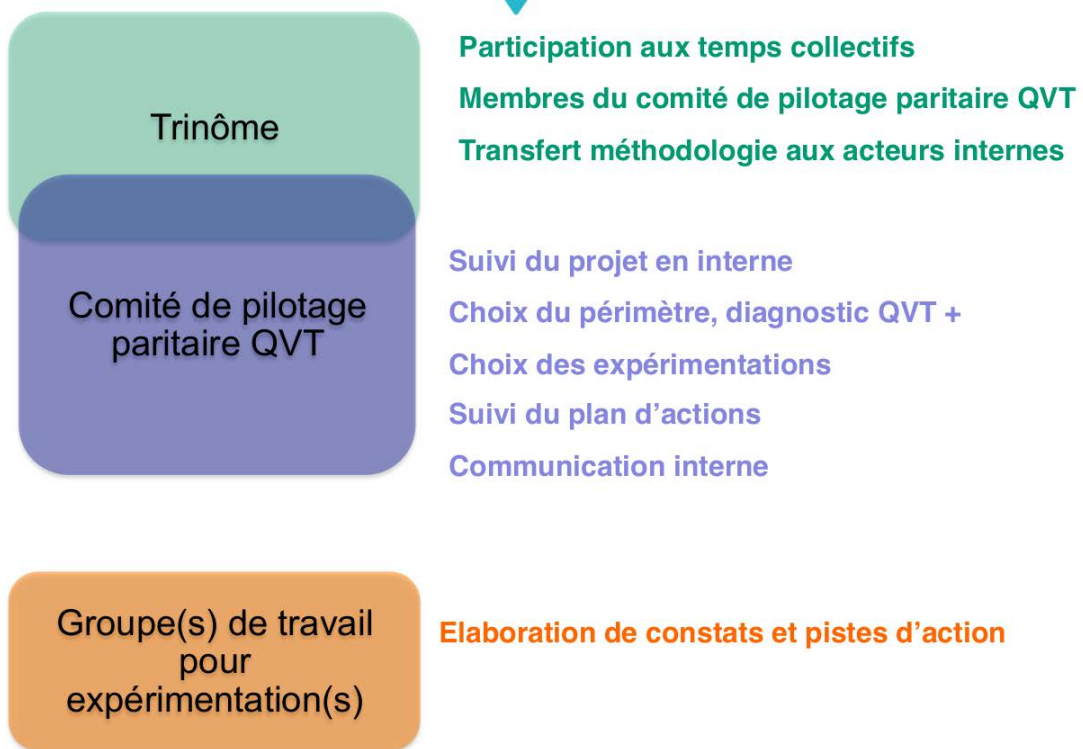 Trinôme
Participation aux temps collectifs
Membres du comité de pilotage paritaire QVT
Transfert méthodologie aux acteurs internes
Comité de pilotage
paritaire QVT
Suivi du projet en interne
Choix du périmètre, diagnostic QVT +
Choix des expérimentations
Suivi du plan d’actions
Communication interne
Groupe(s) de travail
pour
expérimentation(s)
Elaboration de constats et pistes d’action